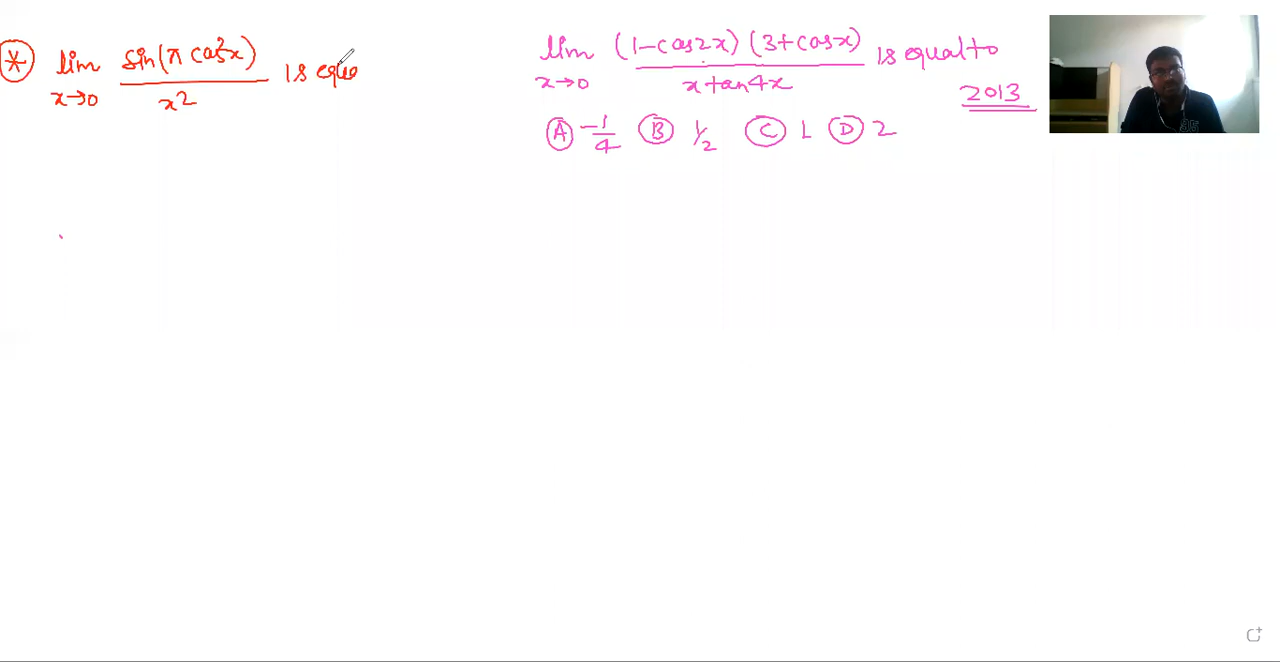 * lim x→0 sin(π cos²x) / x² is equa
lim x→0 (1-cos2x)(3+cosx) / x tan4x is equal to
2013
A -1/4 B 1/2 C 1 D 2